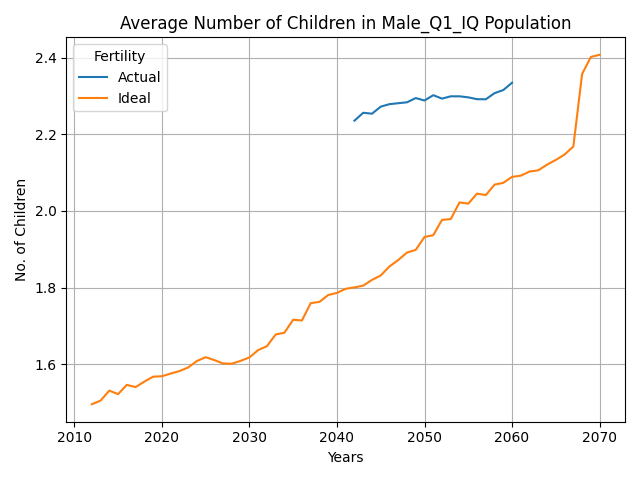 Average Number of Children in Male_Q1_IQ Population
Fertility
Actual
Ideal
No. of Children
2.4
2.2
2.0
1.8
1.6
2010
2020
2030
2040
2050
2060
2070
Years